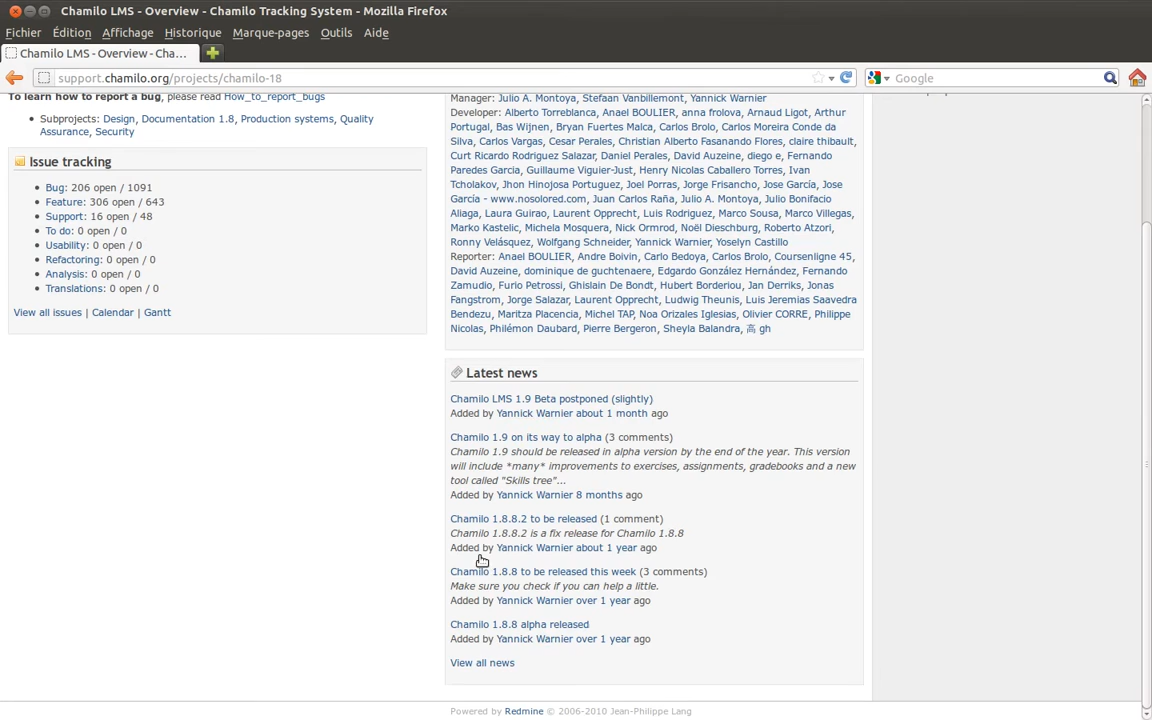 Chamilo LMS - Overview - Chamilo Tracking System - Mozilla Firefox
Fichier Édition Affichage Historique Marque-pages Outils Aide
Chamilo LMS - Overview - Cha...
support.chamilo.org/projects/chamilo-18
Google
To learn how to report a bug, please read How_to_report_bugs
Subprojects: Design, Documentation 1.8, Production systems, Quality
Assurance, Security
Issue tracking
Bug: 206 open / 1091
Feature: 306 open / 643
Support: 16 open / 48
To do: 0 open / 0
Usability: 0 open / 0
Refactoring: 0 open / 0
Analysis: 0 open / 0
Translations: 0 open / 0
View all issues | Calendar | Gantt
Manager: Julio A. Montoya, Stefaan Vanbillemont, Yannick Warnier
Developer: Alberto Torreblanca, Anael BOULIER, anna frolova, Arnaud Ligot, Arthur
Portugal, Bas Wijnen, Bryan Fuertes Malca, Carlos Brolo, Carlos Moreira Conde da
Silva, Carlos Vargas, Cesar Perales, Christian Alberto Fasanando Flores, claire thibault,
Curt Ricardo Rodriguez Salazar, Daniel Perales, David Auzeine, diego e, Fernando
Paredes Garcia, Guillaume Viguier-Just, Henry Nicolas Caballero Torres, Ivan
Tcholakov, Jhon Hinojosa Portuguez, Joel Porras, Jorge Frisancho, Jose García, Jose
García - www.nosolored.com, Juan Carlos Raña, Julio A. Montoya, Julio Bonifacio
Aliaga, Laura Guirao, Laurent Opprecht, Luis Rodriguez, Marco Sousa, Marco Villegas,
Marko Kastelic, Michela Mosquera, Nick Ormrod, Noël Dieschburg, Roberto Atzori,
Ronny Velásquez, Wolfgang Schneider, Yannick Warnier, Yoselyn Castillo
Reporter: Anael BOULIER, Andre Boivin, Carlo Bedoya, Carlos Brolo, Coursenligne 45,
David Auzeine, dominique de guchtenaere, Edgardo González Hernández, Fernando
Zamudio, Furio Petrossi, Ghislain De Bondt, Hubert Borderiou, Jan Derriks, Jonas
Fangstrom, Jorge Salazar, Laurent Opprecht, Ludwig Theunis, Luis Jeremias Saavedra
Bendezu, Maritza Placencia, Michel TAP, Noa Orizales Iglesias, Olivier CORRE, Philippe
Nicolas, Philémon Daubard, Pierre Bergeron, Sheyla Balandra, 高 gh
Latest news
Chamilo LMS 1.9 Beta postponed (slightly)
Added by Yannick Warnier about 1 month ago
Chamilo 1.9 on its way to alpha (3 comments)
Chamilo 1.9 should be released in alpha version by the end of the year. This version
will include *many* improvements to exercises, assignments, gradebooks and a new
tool called "Skills tree"...
Added by Yannick Warnier 8 months ago
Chamilo 1.8.8.2 to be released (1 comment)
Chamilo 1.8.8.2 is a fix release for Chamilo 1.8.8
Added by Yannick Warnier about 1 year ago
Chamilo 1.8.8 to be released this week (3 comments)
Make sure you check if you can help a little.
Added by Yannick Warnier over 1 year ago
Chamilo 1.8.8 alpha released
Added by Yannick Warnier over 1 year ago
View all news
Powered by Redmine © 2006-2010 Jean-Philippe Lang